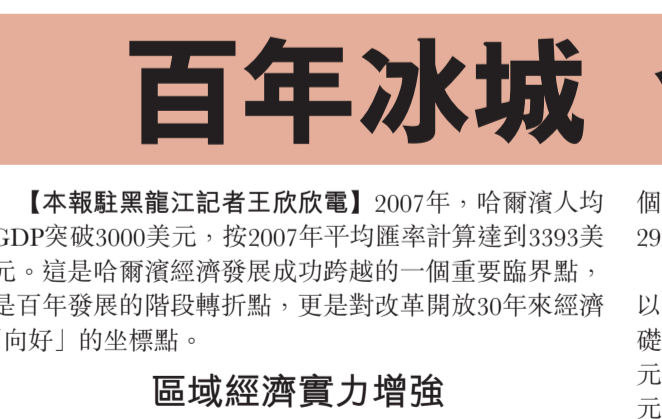 百年冰城
【本報駐黑龍江記者王欣欣電】2007年，哈爾濱人均
GDP突破3000美元，按2007年平均匯率計算達到3393美
元。這是哈爾濱經濟發展成功跨越的一個重要臨界點，
是百年發展的階段轉折點，更是對改革開放30年來經濟
「向好」的坐標點。
區域經濟實力增強
個
29
以
礎
元
元